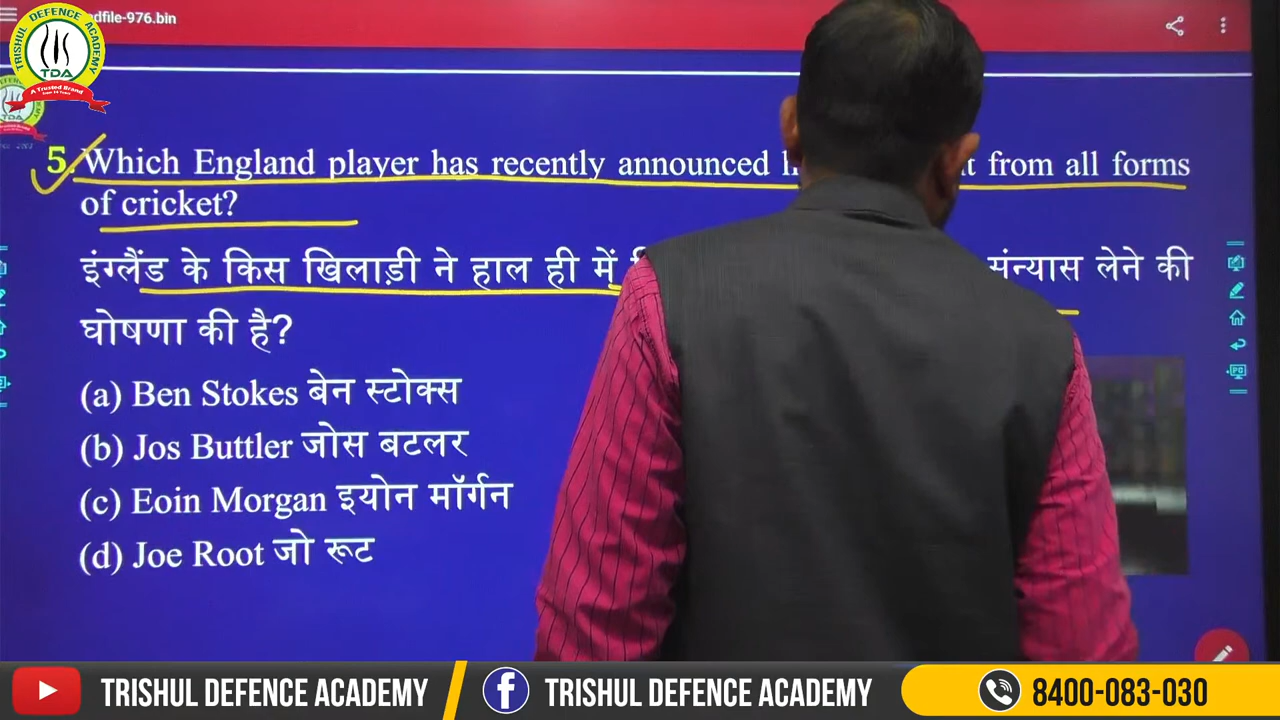 TRISHUL DEFENCE ACADEMY
TDA
A Trusted Brand
dfile-976.bin
5. Which England player has recently announced from all forms
of cricket?
इंग्लैंड के किस खिलाड़ी ने हाल ही में संन्यास लेने की
घोषणा की है?
(a) Ben Stokes बेन स्टोक्स
(b) Jos Buttler जोस बटलर
(c) Eoin Morgan इयोन मॉर्गन
(d) Joe Root जो रूट
TRISHUL DEFENCE ACADEMY
TRISHUL DEFENCE ACADEMY
8400-083-030